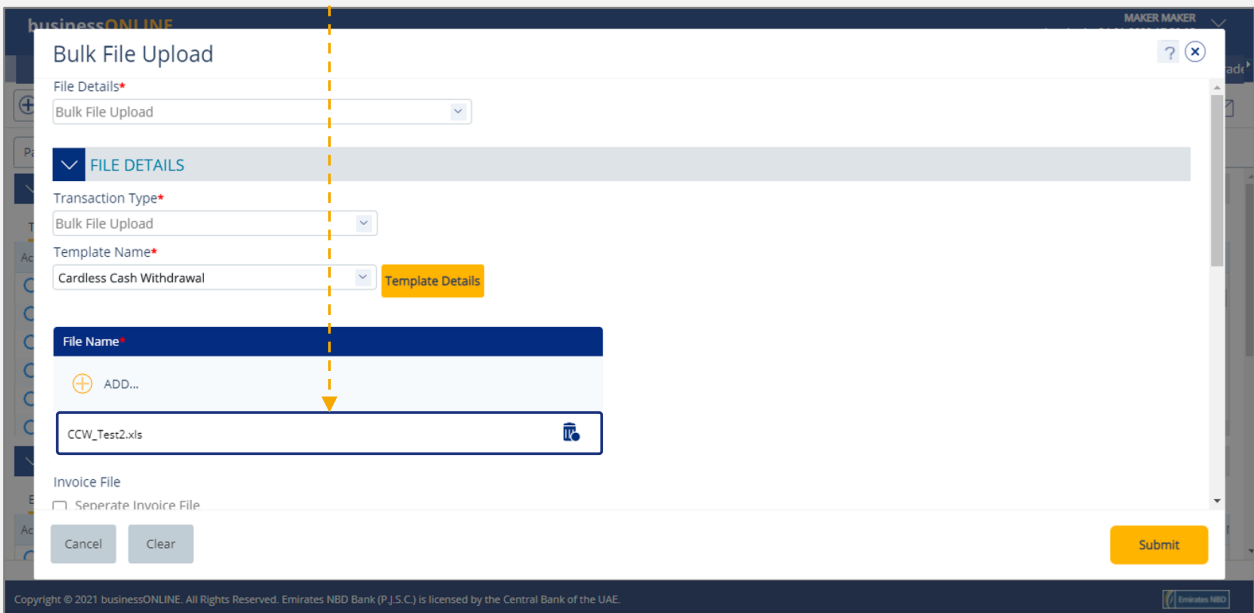 businessONLINE
MAKER MAKER
Bulk File Upload
?
File Details*
Bulk File Upload
FILE DETAILS
Transaction Type*
Bulk File Upload
Template Name*
Cardless Cash Withdrawal
Template Details
File Name*
ADD...
CCW_Test2.xls
Invoice File
Seperate Invoice File
Cancel
Clear
Submit
Copyright © 2021 businessONLINE. All Rights Reserved. Emirates NBD Bank (P.J.S.C.) is licensed by the Central Bank of the UAE.
Emirates NBD